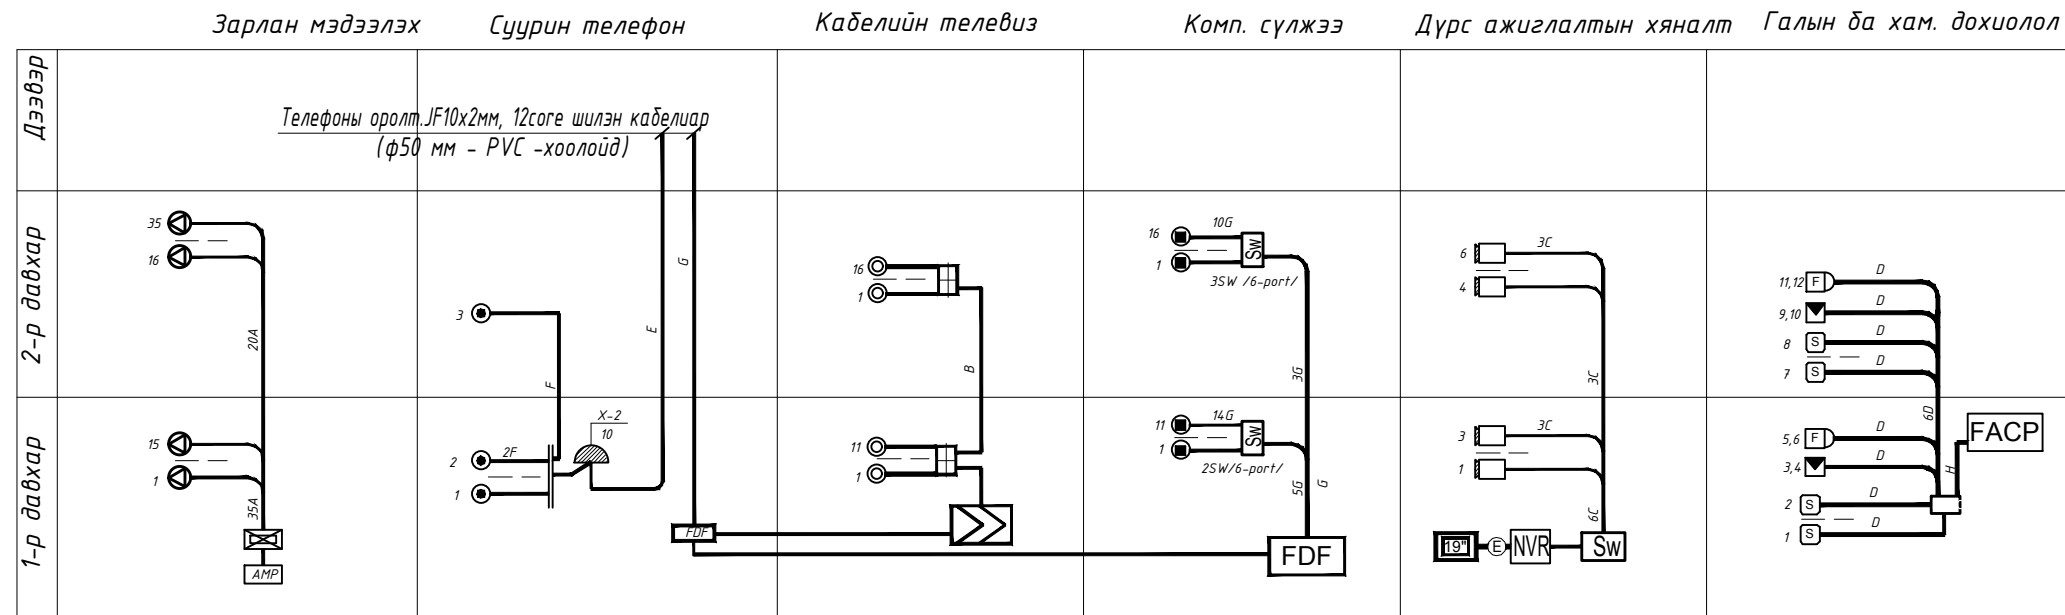 Зарлан мэдээлэх
Суурин телефон
Кабелийн телевиз
Комп. сүлжээ
Дүрс ажиглалтын хяналт
Галын ба хам. дохиолол
Дээвэр
Телефоны оролт.JF10x2мм, 12core шилэн кабелиар
(ф50 мм - PVC -хоолойд)
2-р давхар
35
16
20A
3
F
E
G
16
1
B
16
10G
1
Sw
3SW /6-port/
3G
6
3C
4
3C
11,12
F
D
9,10
D
8
S
D
7
S
D
6D
1-р давхар
15
1
35A
AMP
X-2
10
2
2F
1
FDF
11
1
11
14G
1
Sw
2SW/6-port/
5G
G
FDF
3
3C
1
6C
19"
E
NVR
Sw
5,6
F
D
3,4
D
2
S
D
1
S
D
H
FACP